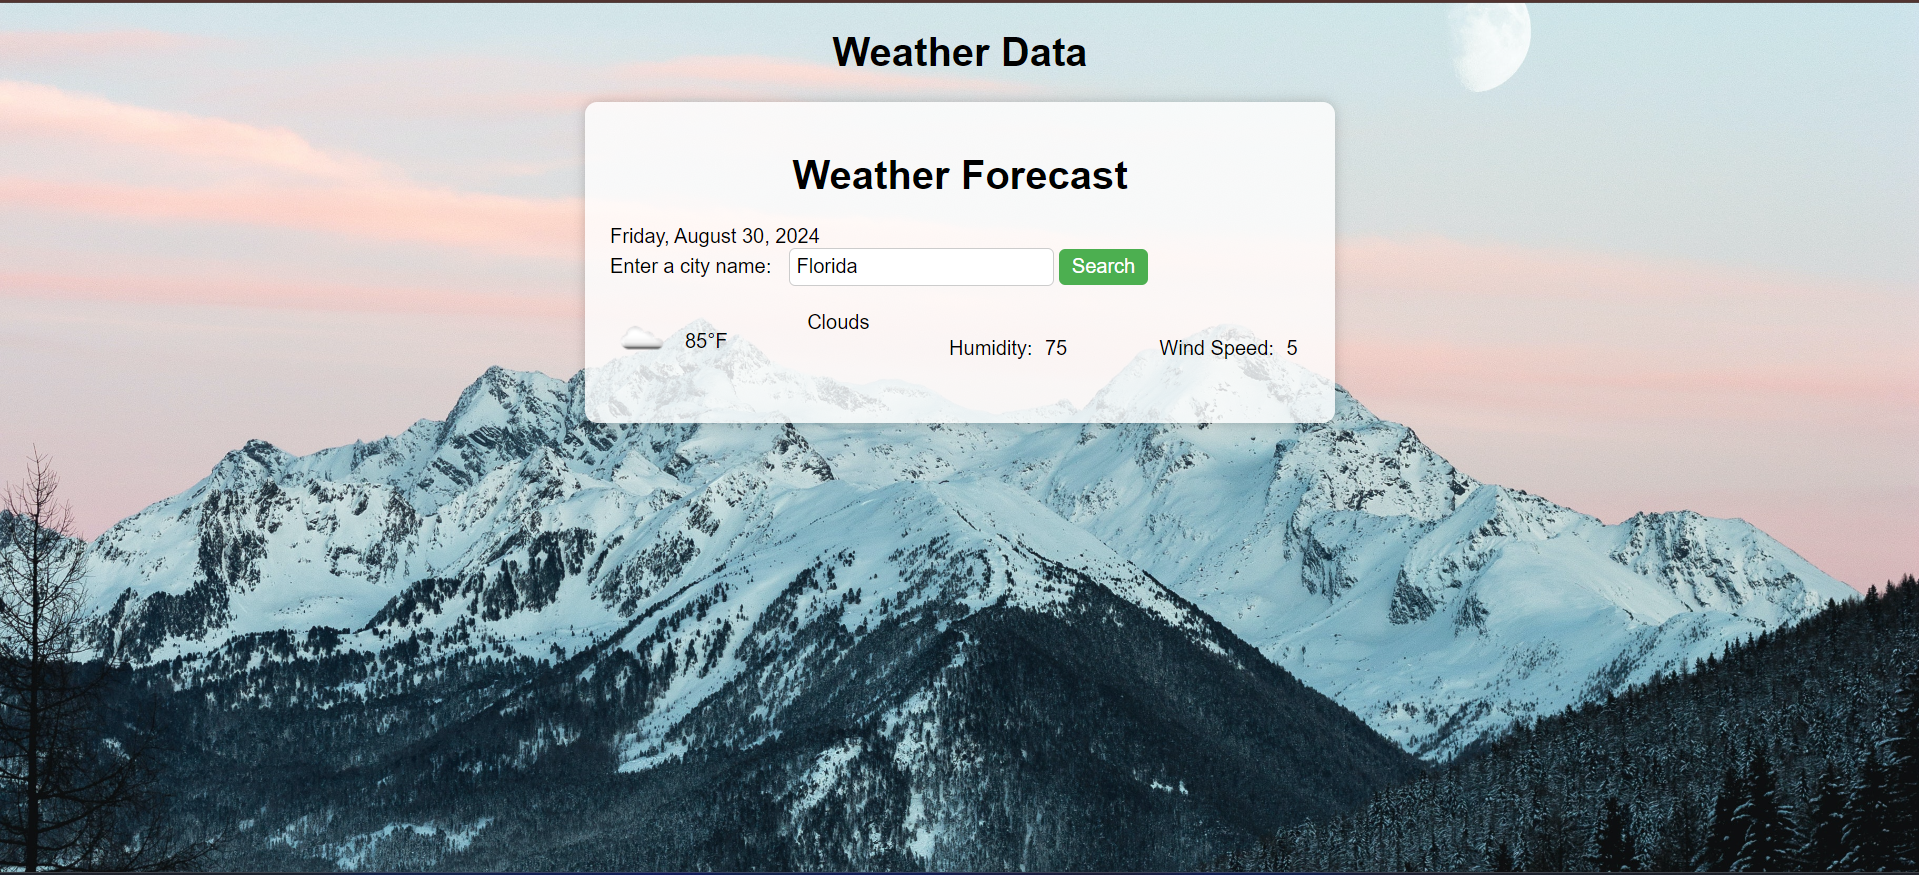 Weather Data
Weather Forecast
Friday, August 30, 2024
Enter a city name: Florida Search
85°F Clouds Humidity: 75 Wind Speed: 5